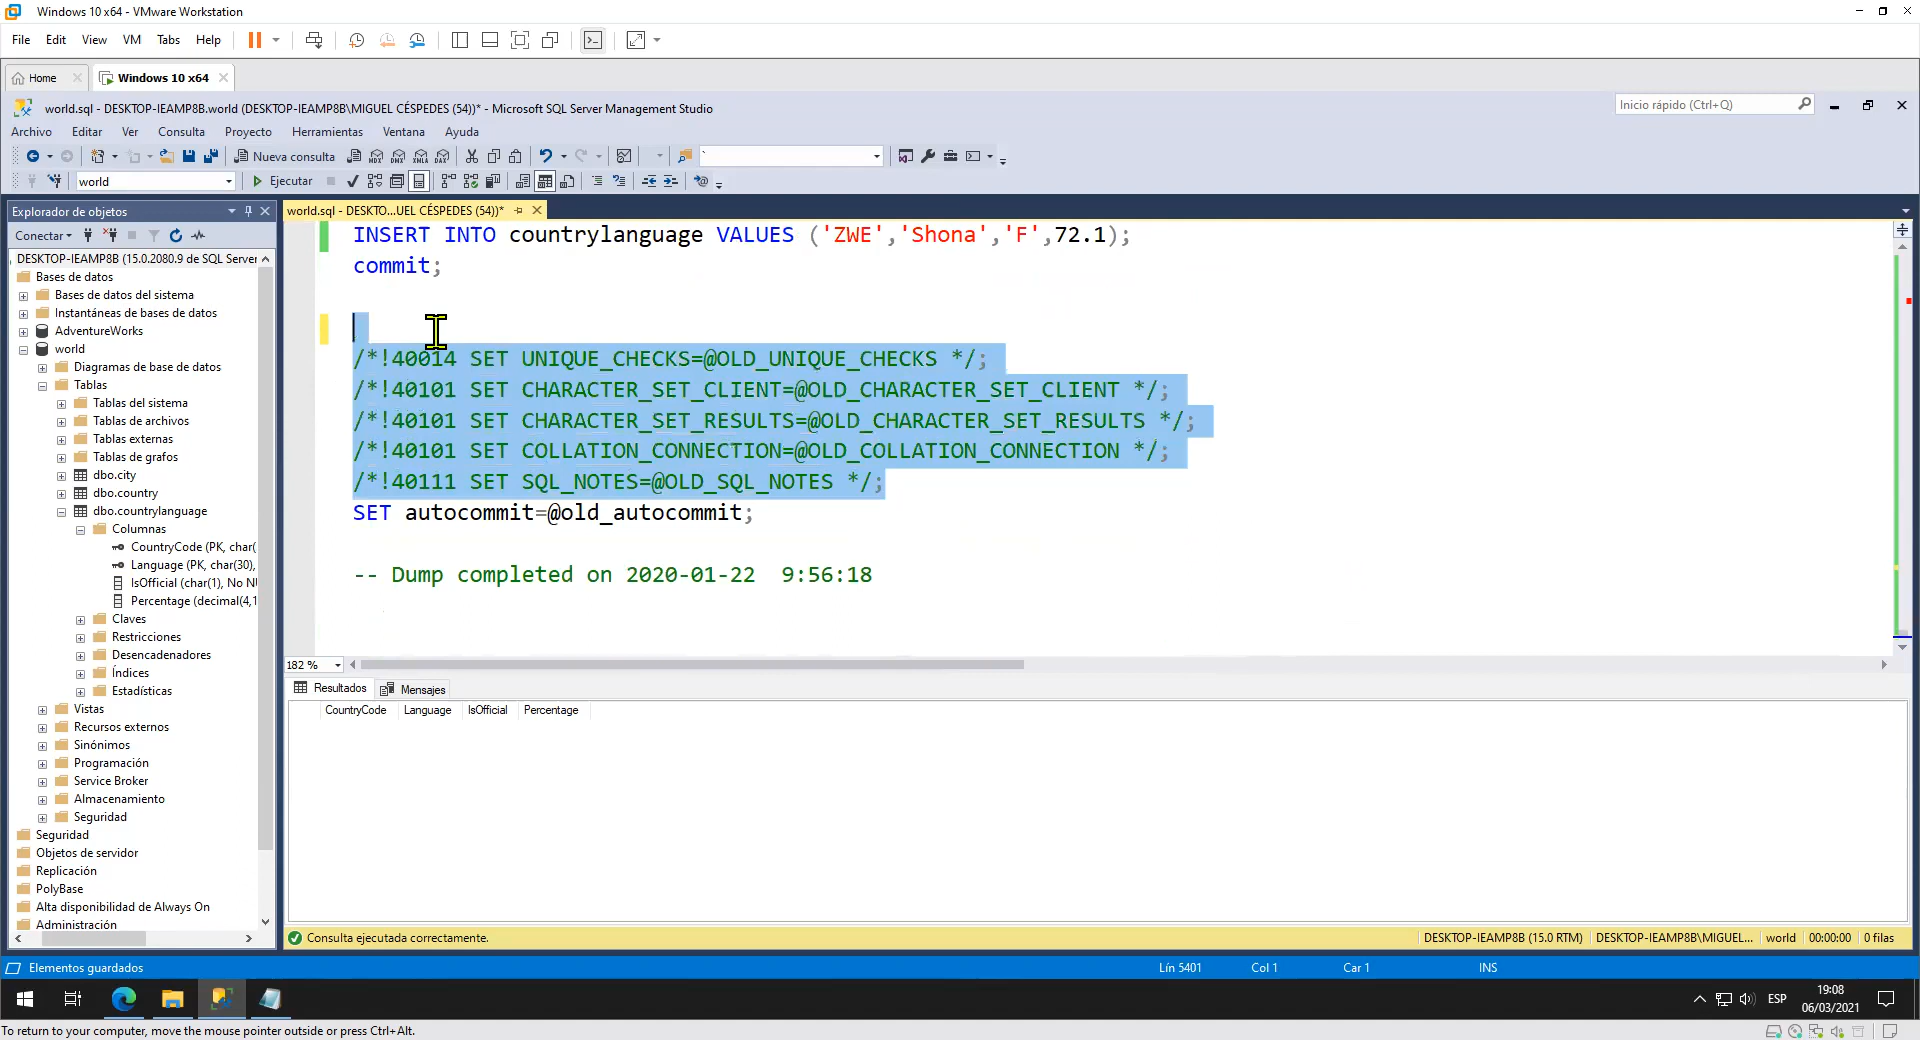 Windows 10 x64 - VMware Workstation
File Edit View VM Tabs Help
Home Windows 10 x64
world.sql - DESKTOP-IEAMP8B.world (DESKTOP-IEAMP8B\MIGUEL CÉSPEDES (54))* - Microsoft SQL Server Management Studio
Inicio rápido (Ctrl+Q)
Archivo Editar Ver Consulta Proyecto Herramientas Ventana Ayuda
Nueva consulta MDX DMX XMLA DAX `
world Ejecutar
Explorador de objetos
world.sql - DESKTO...UEL CÉSPEDES (54))*
Conectar
DESKTOP-IEAMP8B (15.0.2080.9 de SQL Server
Bases de datos
Bases de datos del sistema
Instantáneas de bases de datos
AdventureWorks
world
Diagramas de base de datos
Tablas
Tablas del sistema
Tablas de archivos
Tablas externas
Tablas de grafos
dbo.city
dbo.country
dbo.countrylanguage
Columnas
CountryCode (PK, char(
Language (PK, char(30),
IsOfficial (char(1), No NU
Percentage (decimal(4,1
Claves
Restricciones
Desencadenadores
Índices
Estadísticas
Vistas
Recursos externos
Sinónimos
Programación
Service Broker
Almacenamiento
Seguridad
Seguridad
Objetos de servidor
Replicación
PolyBase
Alta disponibilidad de Always On
Administración
INSERT INTO countrylanguage VALUES ('ZWE','Shona','F',72.1);
commit;
/*!40014 SET UNIQUE_CHECKS=@OLD_UNIQUE_CHECKS */;
/*!40101 SET CHARACTER_SET_CLIENT=@OLD_CHARACTER_SET_CLIENT */;
/*!40101 SET CHARACTER_SET_RESULTS=@OLD_CHARACTER_SET_RESULTS */;
/*!40101 SET COLLATION_CONNECTION=@OLD_COLLATION_CONNECTION */;
/*!40111 SET SQL_NOTES=@OLD_SQL_NOTES */;
SET autocommit=@old_autocommit;
-- Dump completed on 2020-01-22  9:56:18
182 %
Resultados Mensajes
CountryCode Language IsOfficial Percentage
Consulta ejecutada correctamente.
DESKTOP-IEAMP8B (15.0 RTM) DESKTOP-IEAMP8B\MIGUEL... world 00:00:00 0 filas
Elementos guardados Lín 5401 Col 1 Car 1 INS
ESP 19:08
06/03/2021
To return to your computer, move the mouse pointer outside or press Ctrl+Alt.